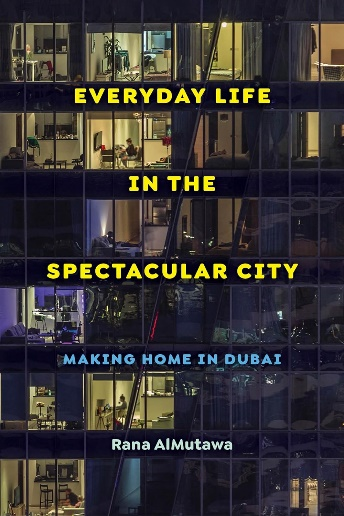 EVERYDAY LIFE
IN THE
SPECTACULAR CITY
MAKING HOME IN DUBAI
Rana AlMutawa